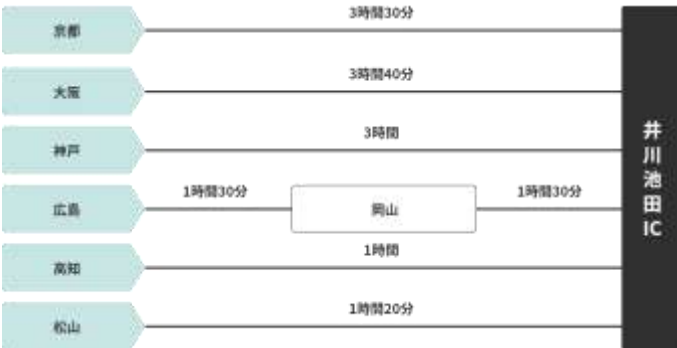 京都
3時間30分
大阪
3時間40分
神戸
3時間
広島
1時間30分
岡山
1時間30分
高知
1時間
松山
1時間20分
井川池田IC